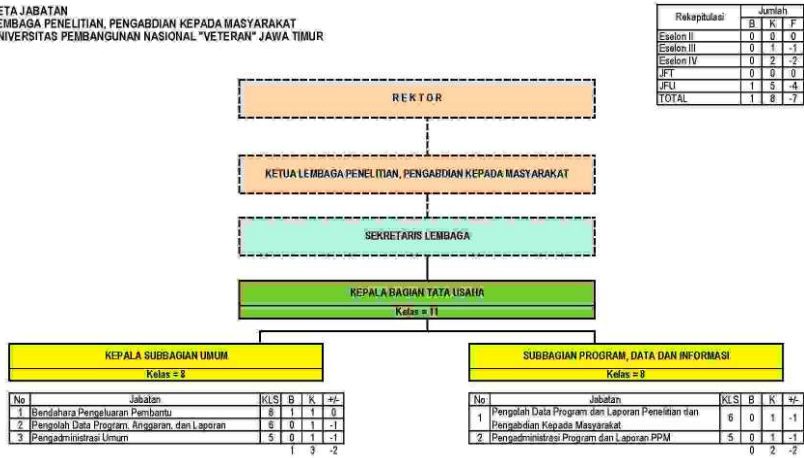 ETA JABATAN
EMBAGA PENELITIAN, PENGABDIAN KEPADA MASYARAKAT
NIVERSITAS PEMBANGUNAN NASIONAL "VETERAN" JAWA TIMUR
Rekapitulasi Jumlah
B K F
Eselon II 0 0 0
Eselon III 0 1 -1
Eselon IV 0 2 -2
JFT 0 0 0
JFU 1 5 -4
TOTAL 1 8 -7
REKTOR
KETUA LEMBAGA PENELITIAN, PENGABDIAN KEPADA MASYARAKAT
SEKRETARIS LEMBAGA
KEPALA BAGIAN TATA USAHA
Kelas = 11
KEPALA SUBBAGIAN UMUM
Kelas = 8
No Jabatan KLS B K +/-
1 Bendahara Pengeluaran Pembantu 6 1 1 0
2 Pengolah Data Program, Anggaran, dan Laporan 6 0 1 -1
3 Pengadministrasi Umum 5 0 1 -1
1 3 -2
SUBBAGIAN PROGRAM, DATA DAN INFORMASI
Kelas = 8
No Jabatan KLS B K +/-
1 Pengolah Data Program dan Laporan Penelitian dan
Pengabdian Kepada Masyarakat 6 0 1 -1
2 Pengadministrasi Program dan Laporan PPM 5 0 1 -1
0 2 -2